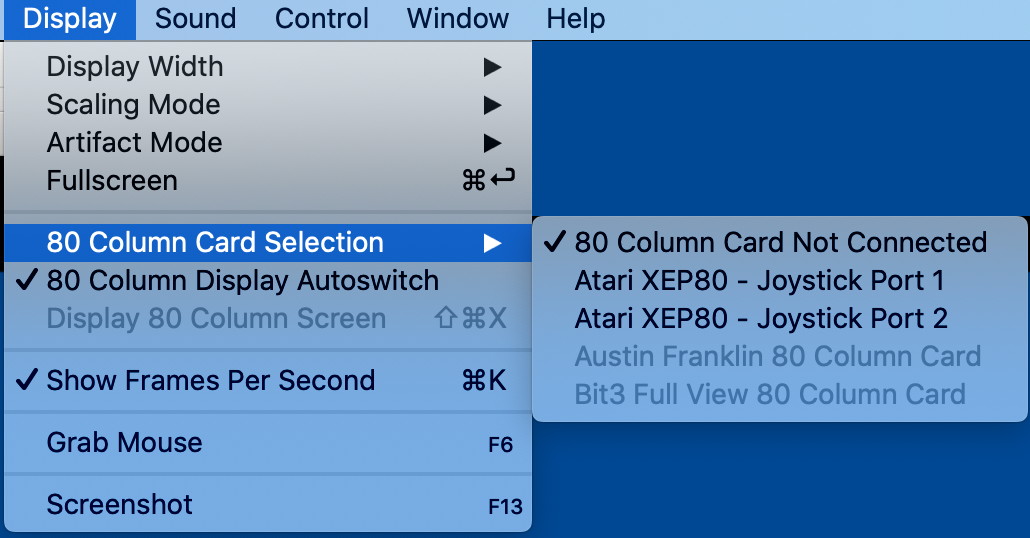 Display Sound Control Window Help
Display Width ▶
Scaling Mode ▶
Artifact Mode ▶
Fullscreen ⌘↩
80 Column Card Selection ▶
✓ 80 Column Display Autoswitch
Display 80 Column Screen ⇧⌘X
✓ Show Frames Per Second ⌘K
Grab Mouse F6
Screenshot F13
✓ 80 Column Card Not Connected
Atari XEP80 - Joystick Port 1
Atari XEP80 - Joystick Port 2
Austin Franklin 80 Column Card
Bit3 Full View 80 Column Card